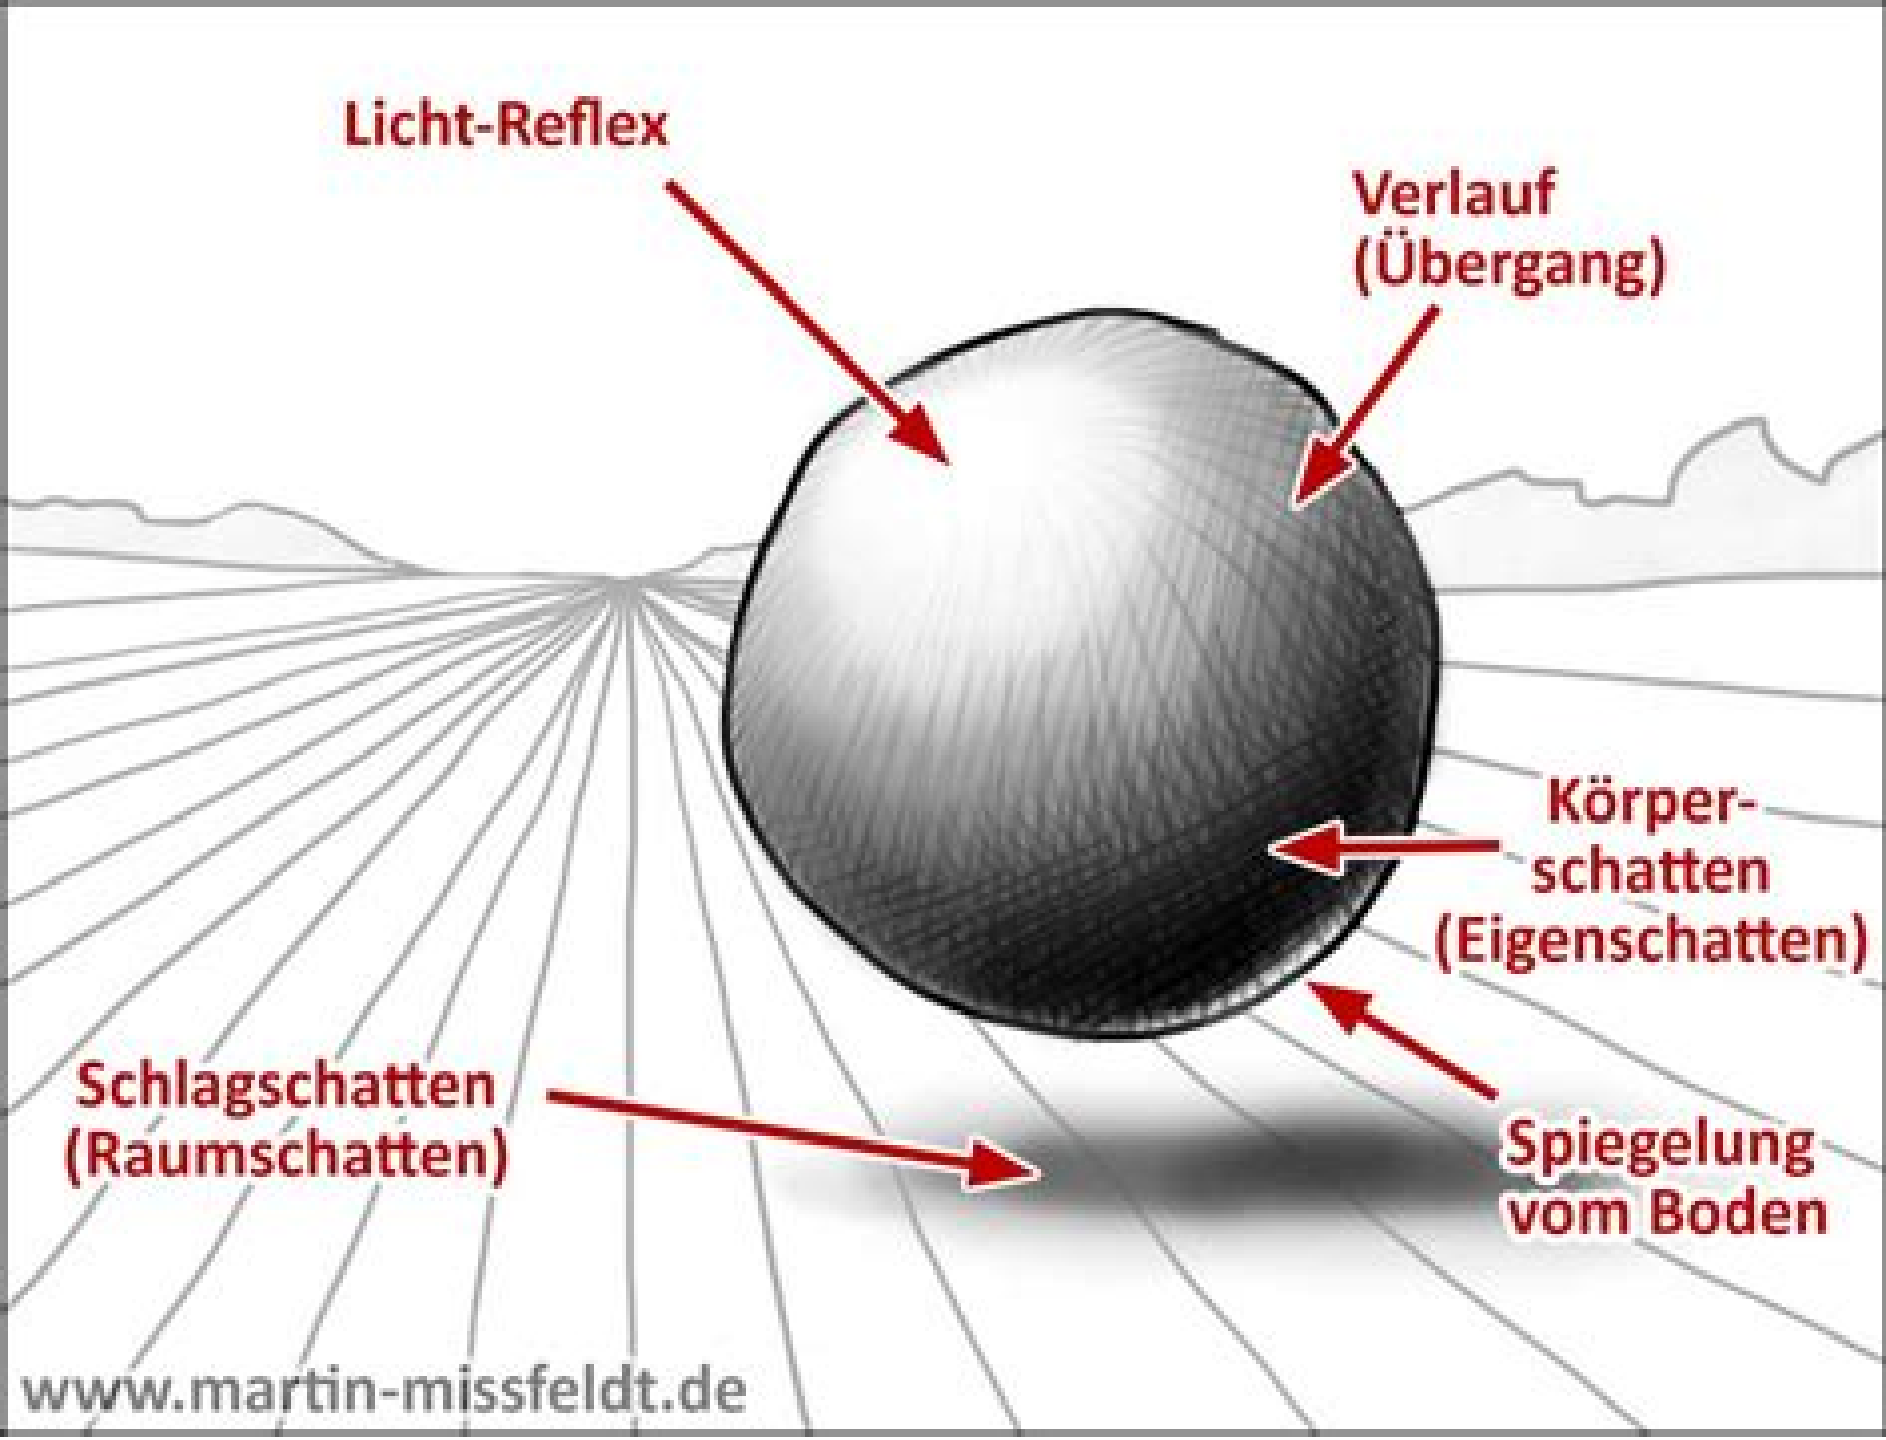 Licht-Reflex
Verlauf
(Übergang)
Körper-
schatten
(Eigenschatten)
Schlagschatten
(Raumschatten)
Spiegelung
vom Boden
www.martin-missfeldt.de